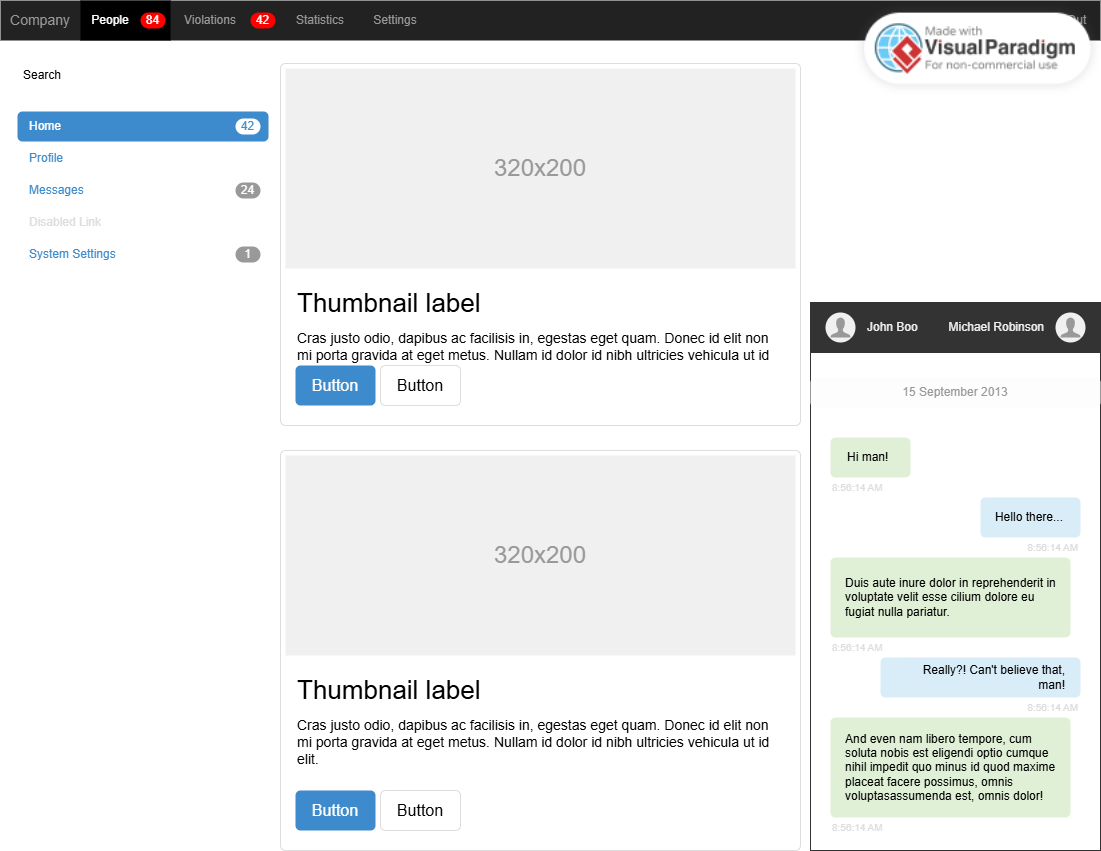 Company People 84 Violations 42 Statistics Settings
Made with
Visual Paradigm
For non-commercial use
Search
Home 42
Profile
Messages 24
Disabled Link
System Settings 1
320x200
Thumbnail label
Cras justo odio, dapibus ac facilisis in, egestas eget quam. Donec id elit non
mi porta gravida at eget metus. Nullam id dolor id nibh ultricies vehicula ut id
Button Button
320x200
Thumbnail label
Cras justo odio, dapibus ac facilisis in, egestas eget quam. Donec id elit non
mi porta gravida at eget metus. Nullam id dolor id nibh ultricies vehicula ut id
elit.
Button Button
John Boo Michael Robinson
15 September 2013
Hi man!
8:56:14 AM
Hello there...
8:56:14 AM
Duis aute inure dolor in reprehenderit in
voluptate velit esse cilium dolore eu
fugiat nulla pariatur.
8:56:14 AM
Really?! Can't believe that,
man!
8:56:14 AM
And even nam libero tempore, cum
soluta nobis est eligendi optio cumque
nihil impedit quo minus id quod maxime
placeat facere possimus, omnis
voluptasassumenda est, omnis dolor!
8:56:14 AM